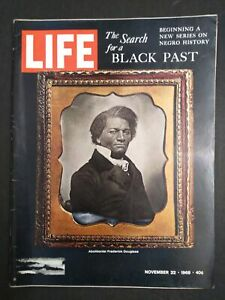 LIFE
The Search
for a
BLACK PAST
BEGINNING A
NEW SERIES ON
NEGRO HISTORY
Abolitionist Frederick Douglass
NOVEMBER 22 · 1968 · 40¢